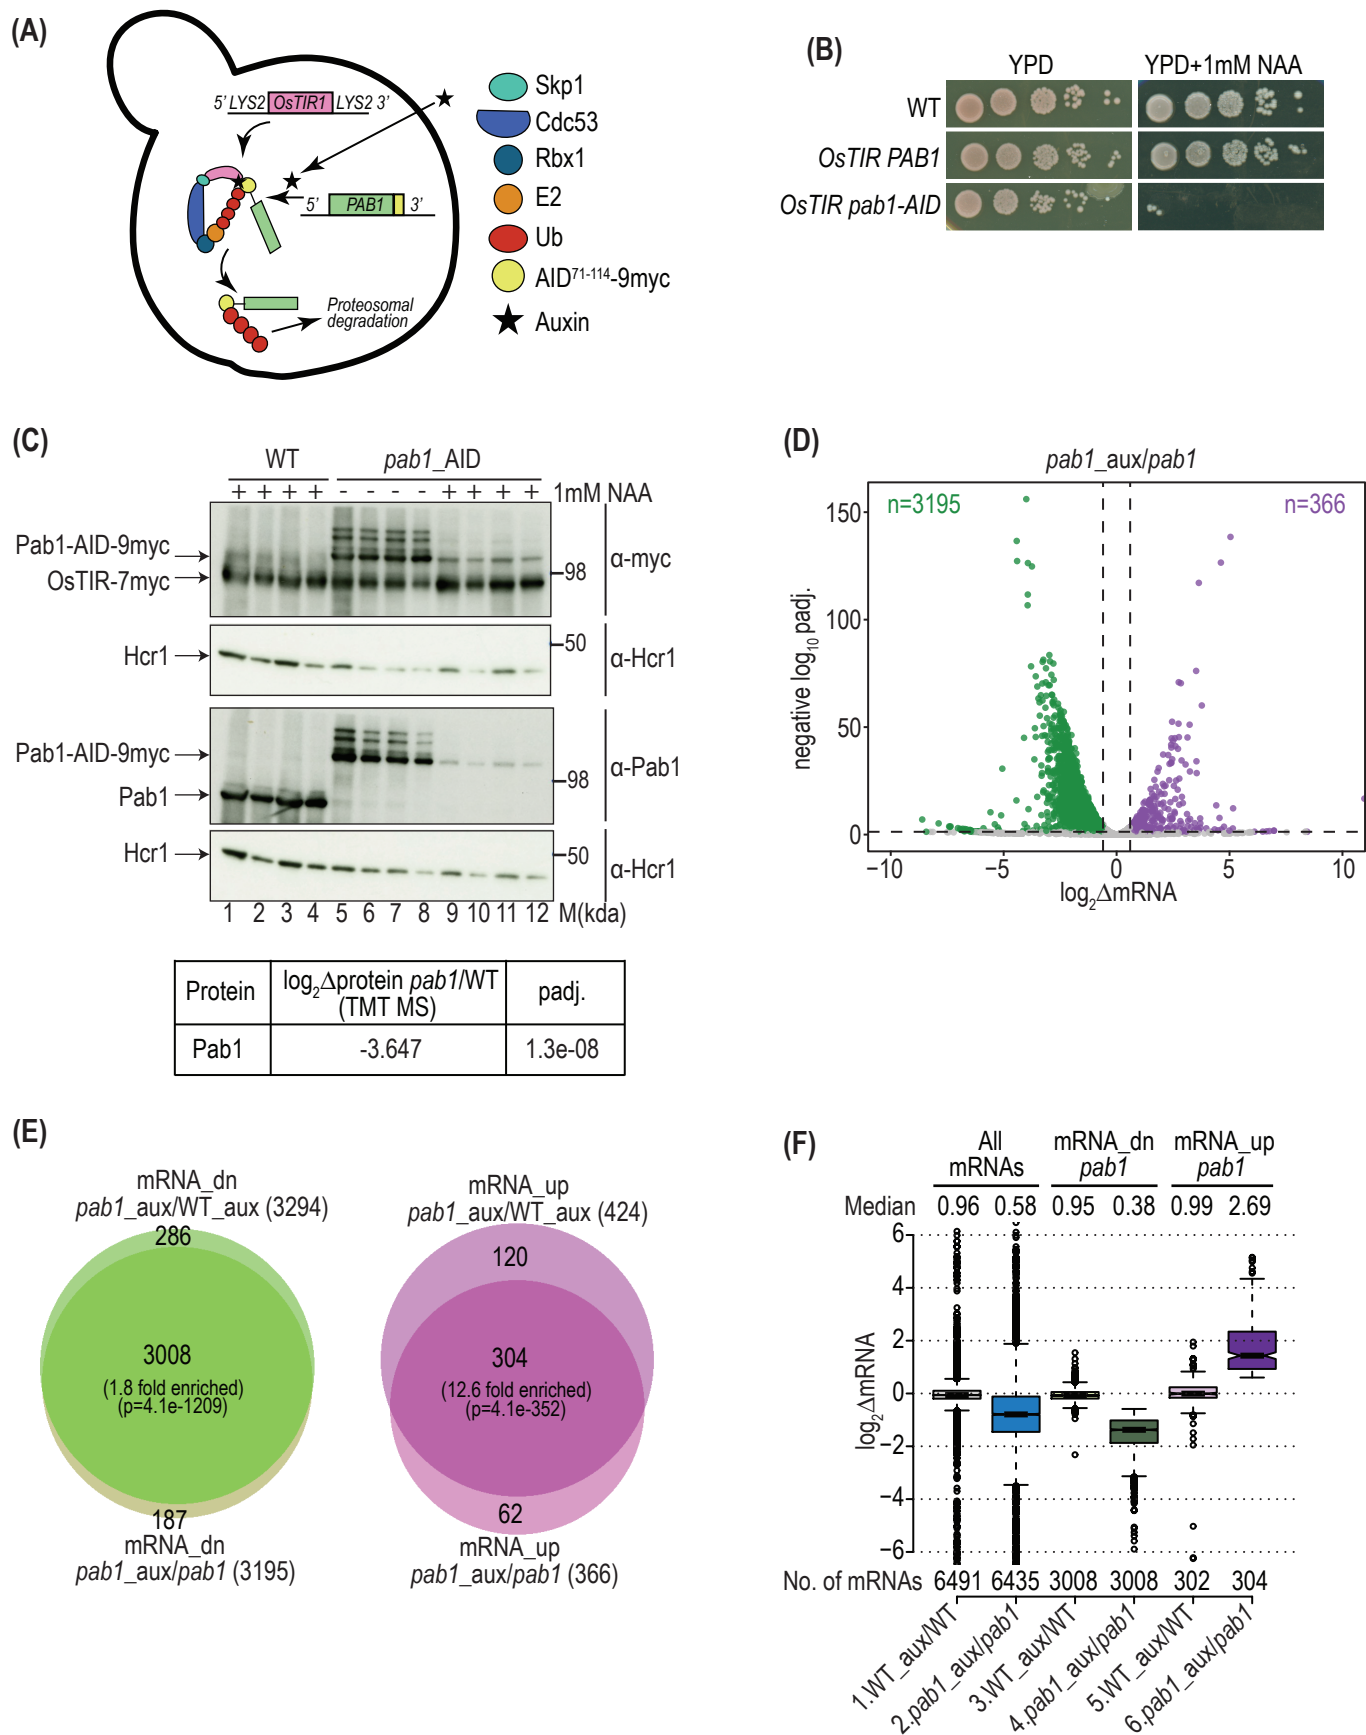 (A)
5' LYS2 OsTIR1 LYS2 3'
5' PAB1 3'
Proteosomal
degradation
Skp1
Cdc53
Rbx1
E2
Ub
AID71-114-9myc
Auxin
(B)
YPD YPD+1mM NAA
WT
OsTIR PAB1
OsTIR pab1-AID
(C)
WT pab1_AID
+ + + + - - - - + + + + 1mM NAA
Pab1-AID-9myc
OsTIR-7myc
98
α-myc
Hcr1
50
α-Hcr1
Pab1-AID-9myc
Pab1
98
α-Pab1
Hcr1
50
α-Hcr1
1 2 3 4 5 6 7 8 9 10 11 12 M(kda)
Protein log2Δprotein pab1/WT (TMT MS) padj.
Pab1 -3.647 1.3e-08
(D)
pab1_aux/pab1
n=3195 n=366
150
100
50
0
negative log10 padj.
−10 −5 0 5 10
log2ΔmRNA
(E)
mRNA_dn
pab1_aux/WT_aux (3294)
286
3008
(1.8 fold enriched)
(p=4.1e-1209)
187
mRNA_dn
pab1_aux/pab1 (3195)
mRNA_up
pab1_aux/WT_aux (424)
120
304
(12.6 fold enriched)
(p=4.1e-352)
62
mRNA_up
pab1_aux/pab1 (366)
(F)
All mRNAs
mRNA_dn pab1
mRNA_up pab1
Median 0.96 0.58 0.95 0.38 0.99 2.69
6
4
2
0
−2
−4
−6
log2ΔmRNA
No. of mRNAs 6491 6435 3008 3008 302 304
1.WT_aux/WT
2.pab1_aux/pab1
3.WT_aux/WT
4.pab1_aux/pab1
5.WT_aux/WT
6.pab1_aux/pab1